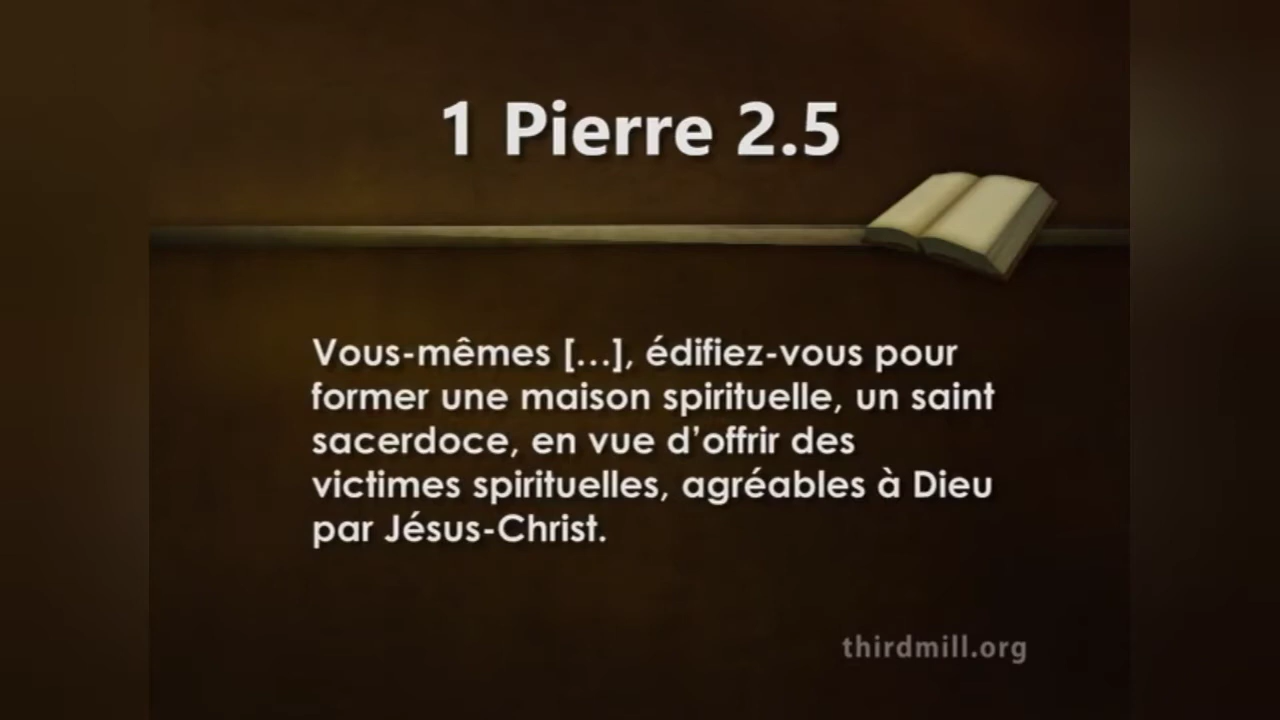 1 Pierre 2.5
Vous-mêmes [...], édifiez-vous pour
former une maison spirituelle, un saint
sacerdoce, en vue d’offrir des
victimes spirituelles, agréables à Dieu
par Jésus-Christ.
thirdmill.org